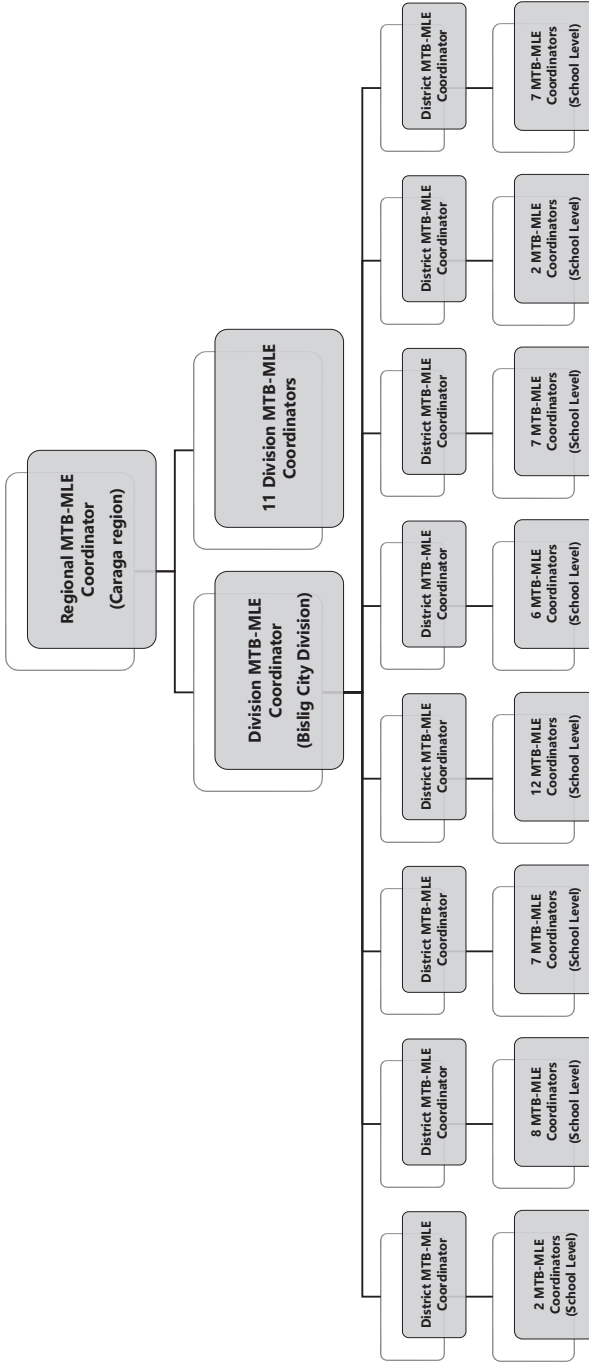 Regional MTB-MLE
Coordinator
(Caraga region)
Division MTB-MLE
Coordinator
(Bislig City Division)
11 Division MTB-MLE
Coordinators
District MTB-MLE
Coordinator
District MTB-MLE
Coordinator
District MTB-MLE
Coordinator
District MTB-MLE
Coordinator
District MTB-MLE
Coordinator
District MTB-MLE
Coordinator
District MTB-MLE
Coordinator
District MTB-MLE
Coordinator
2 MTB-MLE
Coordinators
(School Level)
8 MTB-MLE
Coordinators
(School Level)
7 MTB-MLE
Coordinators
(School Level)
12 MTB-MLE
Coordinators
(School Level)
6 MTB-MLE
Coordinators
(School Level)
7 MTB-MLE
Coordinators
(School Level)
2 MTB-MLE
Coordinators
(School Level)
7 MTB-MLE
Coordinators
(School Level)